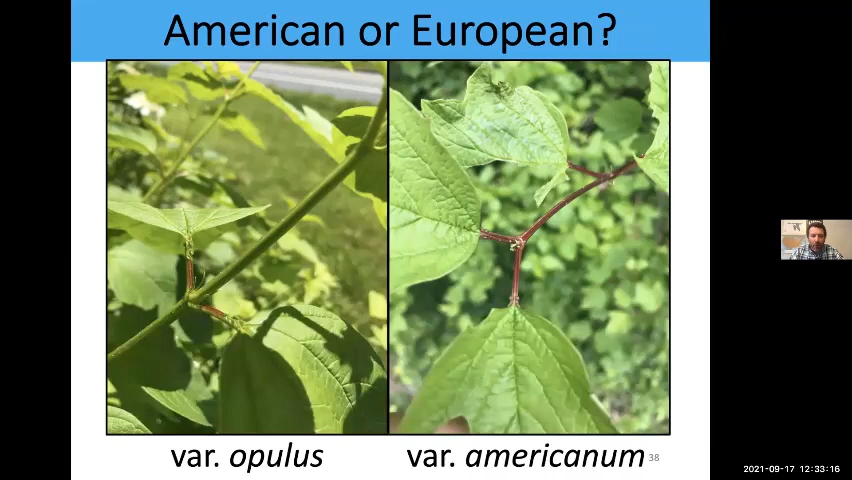 American or European?
var. opulus
var. americanum
38
2021-09-17 12:33:16